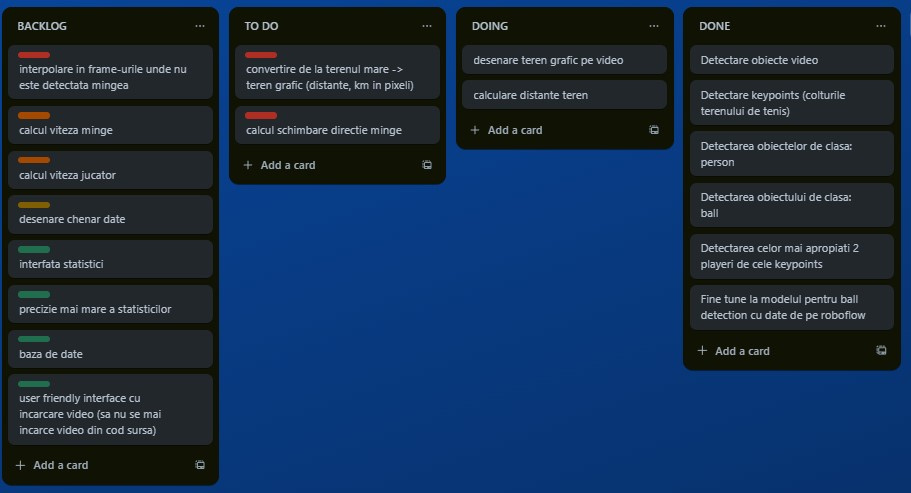 BACKLOG
interpolare in frame-urile unde nu
este detectata mingea
calcul viteza minge
calcul viteza jucator
desenare chenar date
interfata statistici
precizie mai mare a statisticilor
baza de date
user friendly interface cu
incarcare video (sa nu se mai
incarce video din cod sursa)
+ Add a card
TO DO
convertire de la terenul mare ->
teren grafic (distante, km in pixeli)
calcul schimbare directie minge
+ Add a card
DOING
desenare teren grafic pe video
calculare distante teren
+ Add a card
DONE
Detectare obiecte video
Detectare keypoints (colturile
terenului de tenis)
Detectarea obiectelor de clasa:
person
Detectarea obiectului de clasa:
ball
Detectarea celor mai apropiati 2
playeri de cele keypoints
Fine tune la modelul pentru ball
detection cu date de pe roboflow
+ Add a card